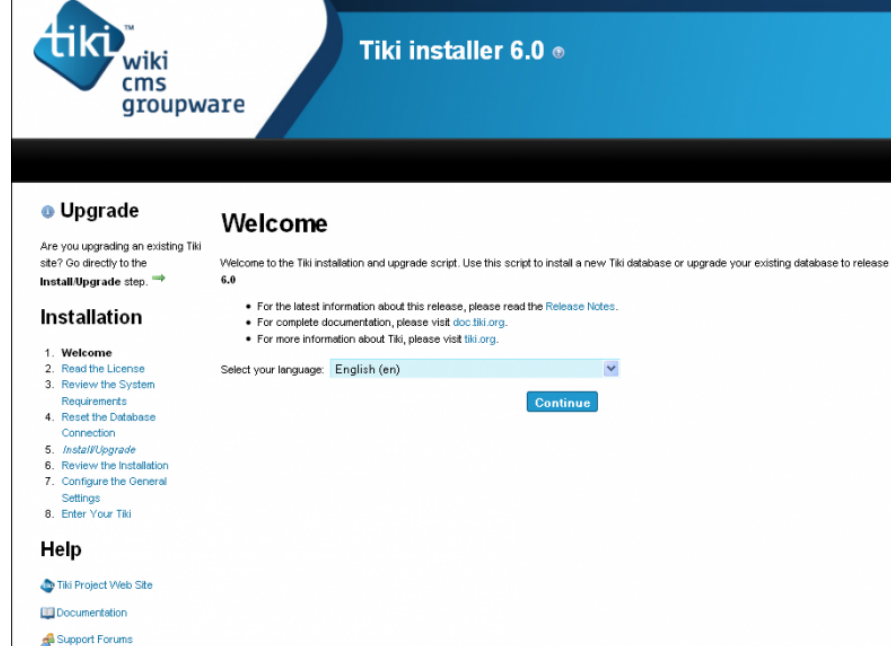 tiki™
wiki
cms
groupware
Tiki installer 6.0
Upgrade
Are you upgrading an existing Tiki
site? Go directly to the
Install/Upgrade step.
Installation
1. Welcome
2. Read the License
3. Review the System
Requirements
4. Reset the Database
Connection
5. Install/Upgrade
6. Review the Installation
7. Configure the General
Settings
8. Enter Your Tiki
Help
Tiki Project Web Site
Documentation
Support Forums
Welcome
Welcome to the Tiki installation and upgrade script. Use this script to install a new Tiki database or upgrade your existing database to release
6.0
• For the latest information about this release, please read the Release Notes.
• For complete documentation, please visit doc.tiki.org.
• For more information about Tiki, please visit tiki.org.
Select your language: English (en)
Continue